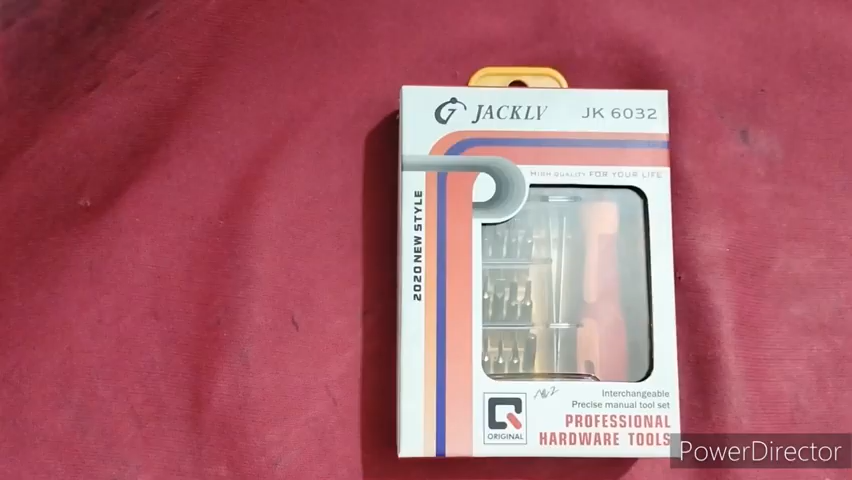 JACKLY
JK 6032
HIGH QUALITY FOR YOUR LIFE
2020 NEW STYLE
Interchangeable
Precise manual tool set
ORIGINAL
PROFESSIONAL
HARDWARE TOOLS
PowerDirector